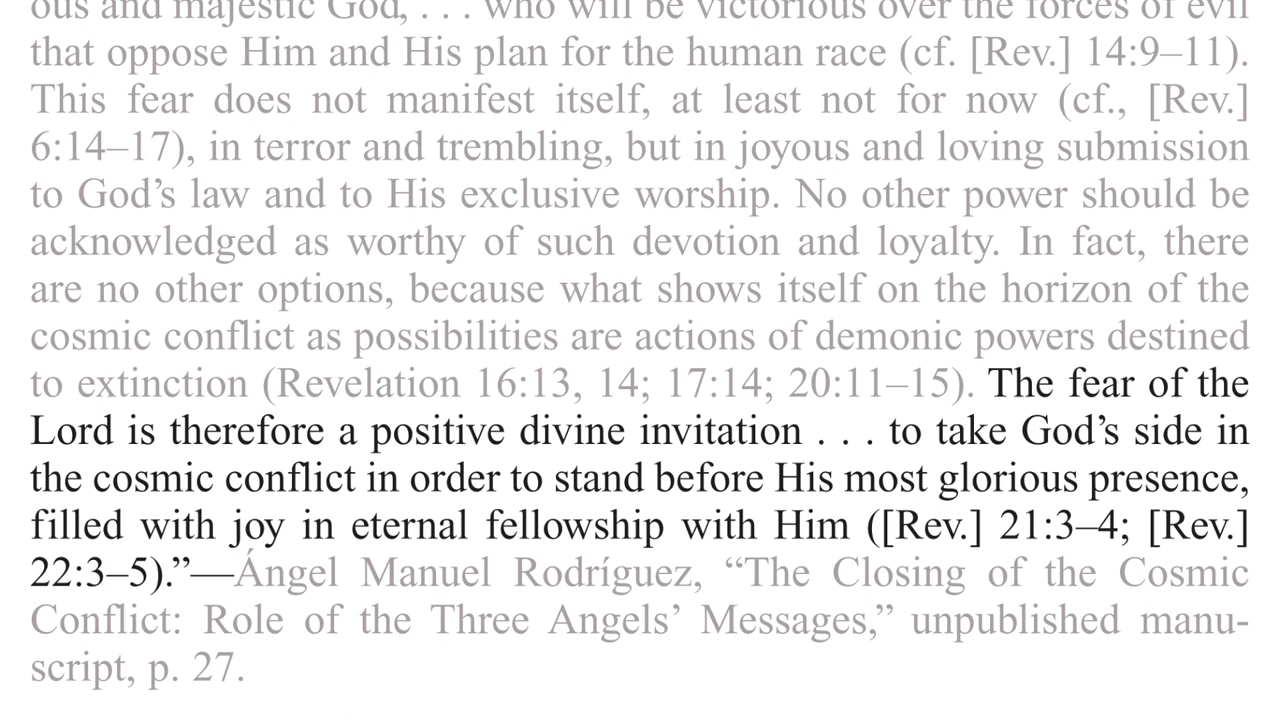 ous and majestic God, . . . who will be victorious over the forces of evil
that oppose Him and His plan for the human race (cf. [Rev.] 14:9–11).
This fear does not manifest itself, at least not for now (cf., [Rev.]
6:14–17), in terror and trembling, but in joyous and loving submission
to God’s law and to His exclusive worship. No other power should be
acknowledged as worthy of such devotion and loyalty. In fact, there
are no other options, because what shows itself on the horizon of the
cosmic conflict as possibilities are actions of demonic powers destined
to extinction (Revelation 16:13, 14; 17:14; 20:11–15). The fear of the
Lord is therefore a positive divine invitation . . . to take God’s side in
the cosmic conflict in order to stand before His most glorious presence,
filled with joy in eternal fellowship with Him ([Rev.] 21:3–4; [Rev.]
22:3–5).”—Ángel Manuel Rodríguez, “The Closing of the Cosmic
Conflict: Role of the Three Angels’ Messages,” unpublished manu-
script, p. 27.